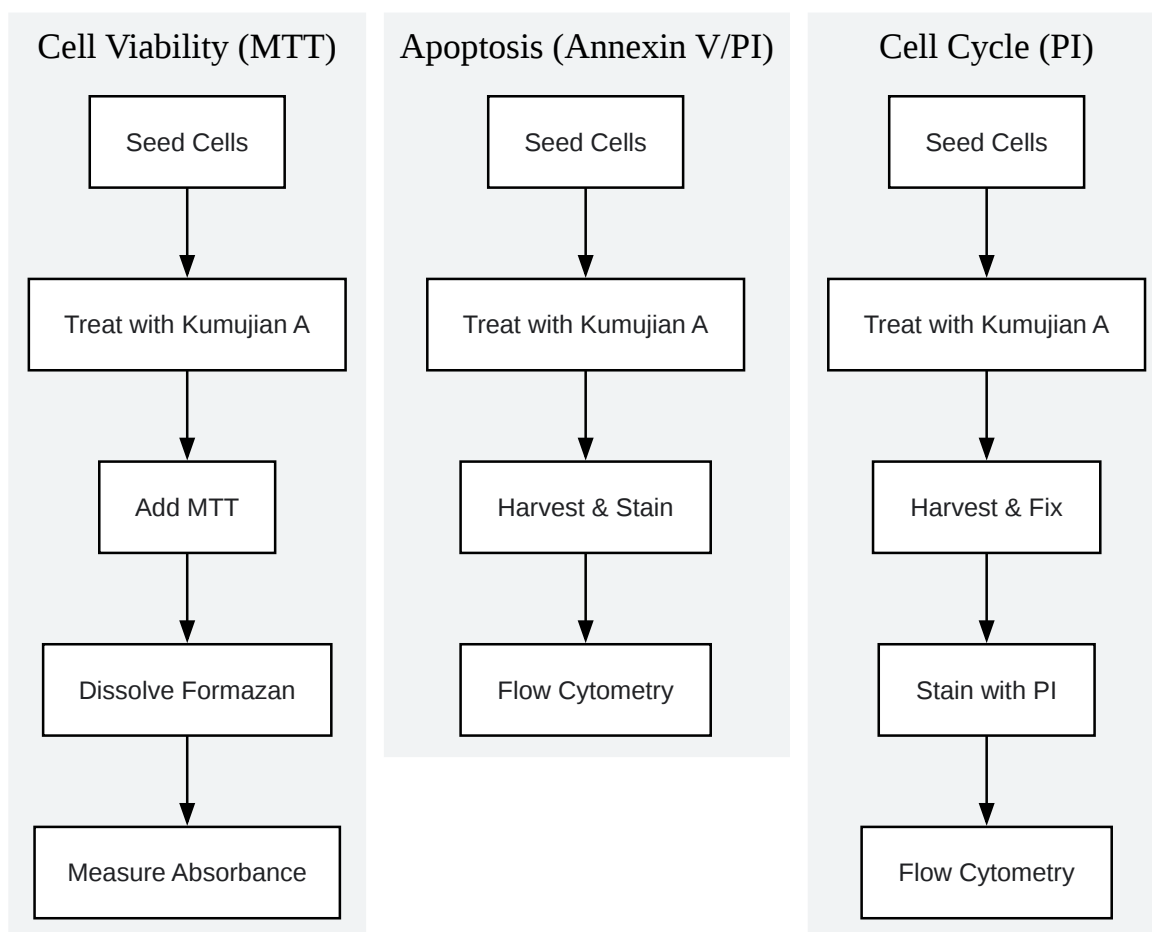 Cell Viability (MTT)
Seed Cells
Treat with Kumujian A
Add MTT
Dissolve Formazan
Measure Absorbance
Apoptosis (Annexin V/PI)
Seed Cells
Treat with Kumujian A
Harvest & Stain
Flow Cytometry
Cell Cycle (PI)
Seed Cells
Treat with Kumujian A
Harvest & Fix
Stain with PI
Flow Cytometry